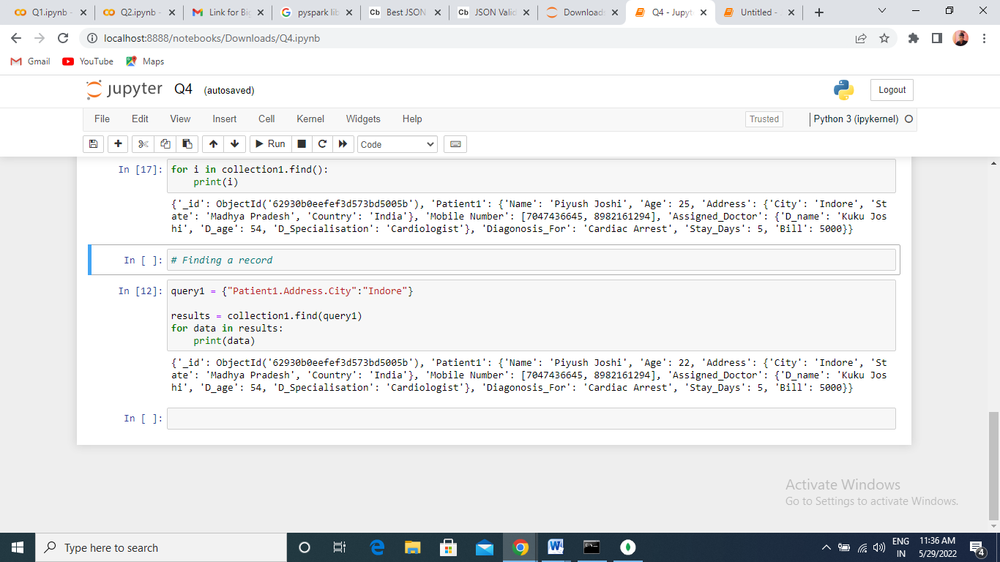 Q1.ipynb -
Q2.ipynb -
Link for Big
pyspark lib
Best JSON
JSON Valid
Downloads
Q4 - Jupyt
Untitled -
localhost:8888/notebooks/Downloads/Q4.ipynb
Gmail YouTube Maps
jupyter Q4 (autosaved) Logout
File Edit View Insert Cell Kernel Widgets Help Trusted Python 3 (ipykernel)
Run Code
In [17]: for i in collection1.find():
    print(i)
{'_id': ObjectId('62930b0eefef3d573bd5005b'), 'Patient1': {'Name': 'Piyush Joshi', 'Age': 25, 'Address': {'City': 'Indore', 'St
ate': 'Madhya Pradesh', 'Country': 'India'}, 'Mobile Number': [7047436645, 8982161294], 'Assigned_Doctor': {'D_name': 'Kuku Jos
hi', 'D_age': 54, 'D_Specialisation': 'Cardiologist'}, 'Diagonosis_For': 'Cardiac Arrest', 'Stay_Days': 5, 'Bill': 5000}}
In [ ]: # Finding a record
In [12]: query1 = {"Patient1.Address.City":"Indore"}
results = collection1.find(query1)
for data in results:
    print(data)
{'_id': ObjectId('62930b0eefef3d573bd5005b'), 'Patient1': {'Name': 'Piyush Joshi', 'Age': 22, 'Address': {'City': 'Indore', 'St
ate': 'Madhya Pradesh', 'Country': 'India'}, 'Mobile Number': [7047436645, 8982161294], 'Assigned_Doctor': {'D_name': 'Kuku Jos
hi', 'D_age': 54, 'D_Specialisation': 'Cardiologist'}, 'Diagonosis_For': 'Cardiac Arrest', 'Stay_Days': 5, 'Bill': 5000}}
In [ ]:
Activate Windows
Go to Settings to activate Windows.
Type here to search
ENG
IN
11:36 AM
5/29/2022
4